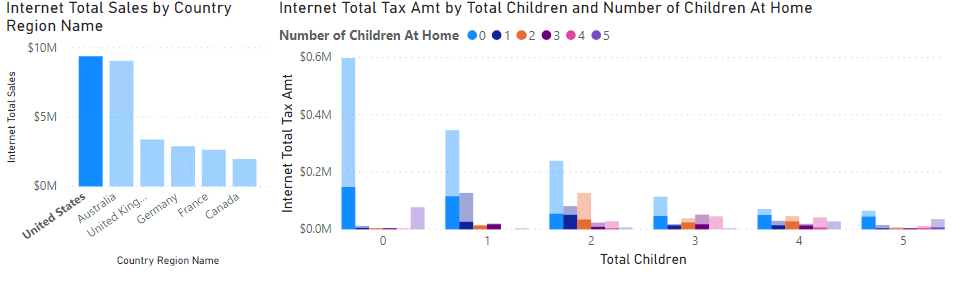 Internet Total Sales by Country
Region Name
$10M
$5M
$0M
Internet Total Sales
United States
Australia
United King...
Germany
France
Canada
Country Region Name
Internet Total Tax Amt by Total Children and Number of Children At Home
Number of Children At Home 0 1 2 3 4 5
$0.6M
$0.4M
$0.2M
$0.0M
Internet Total Tax Amt
0 1 2 3 4 5
Total Children